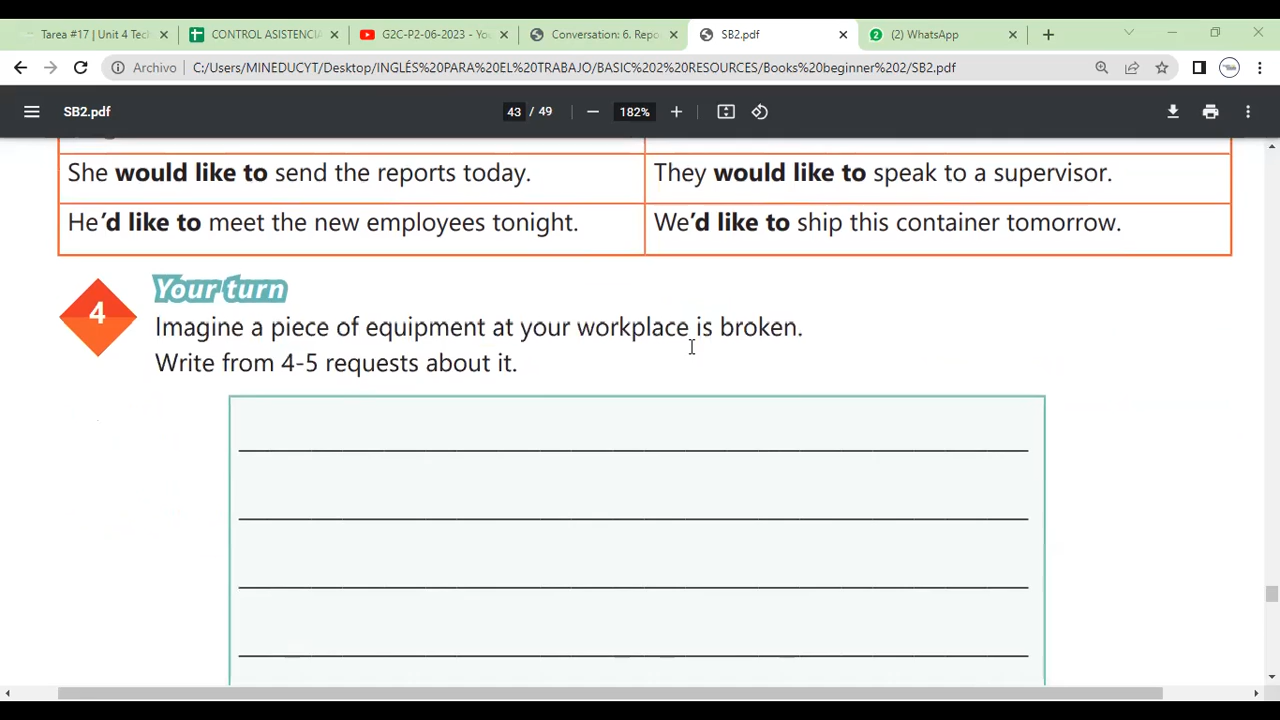 Tarea #17 | Unit 4 Tech
CONTROL ASISTENCIA
G2C-P2-06-2023 - You
Conversation: 6. Repo
SB2.pdf
(2) WhatsApp
Archivo
C:/Users/MINEDUCYT/Desktop/INGLÉS%20PARA%20EL%20TRABAJO/BASIC%202%20RESOURCES/Books%20beginner%202/SB2.pdf
SB2.pdf
43 / 49
182%
She would like to send the reports today.
They would like to speak to a supervisor.
He'd like to meet the new employees tonight.
We'd like to ship this container tomorrow.
4
Your turn
Imagine a piece of equipment at your workplace is broken.
Write from 4-5 requests about it.